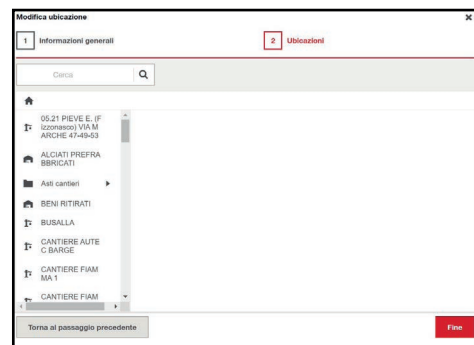 Modifica ubicazione
1 Informazioni generali
2 Ubicazioni
Cerca
05.21 PIEVE E. (F
izzonasco) VIA M
ARCHE 47-49-53
ALCIATI PREFRA
BBRICATI
Asti cantieri
BENI RITIRATI
BUSALLA
CANTIERE AUTE
C BARGE
CANTIERE FIAM
MA 1
CANTIERE FIAM
Torna al passaggio precedente
Fine